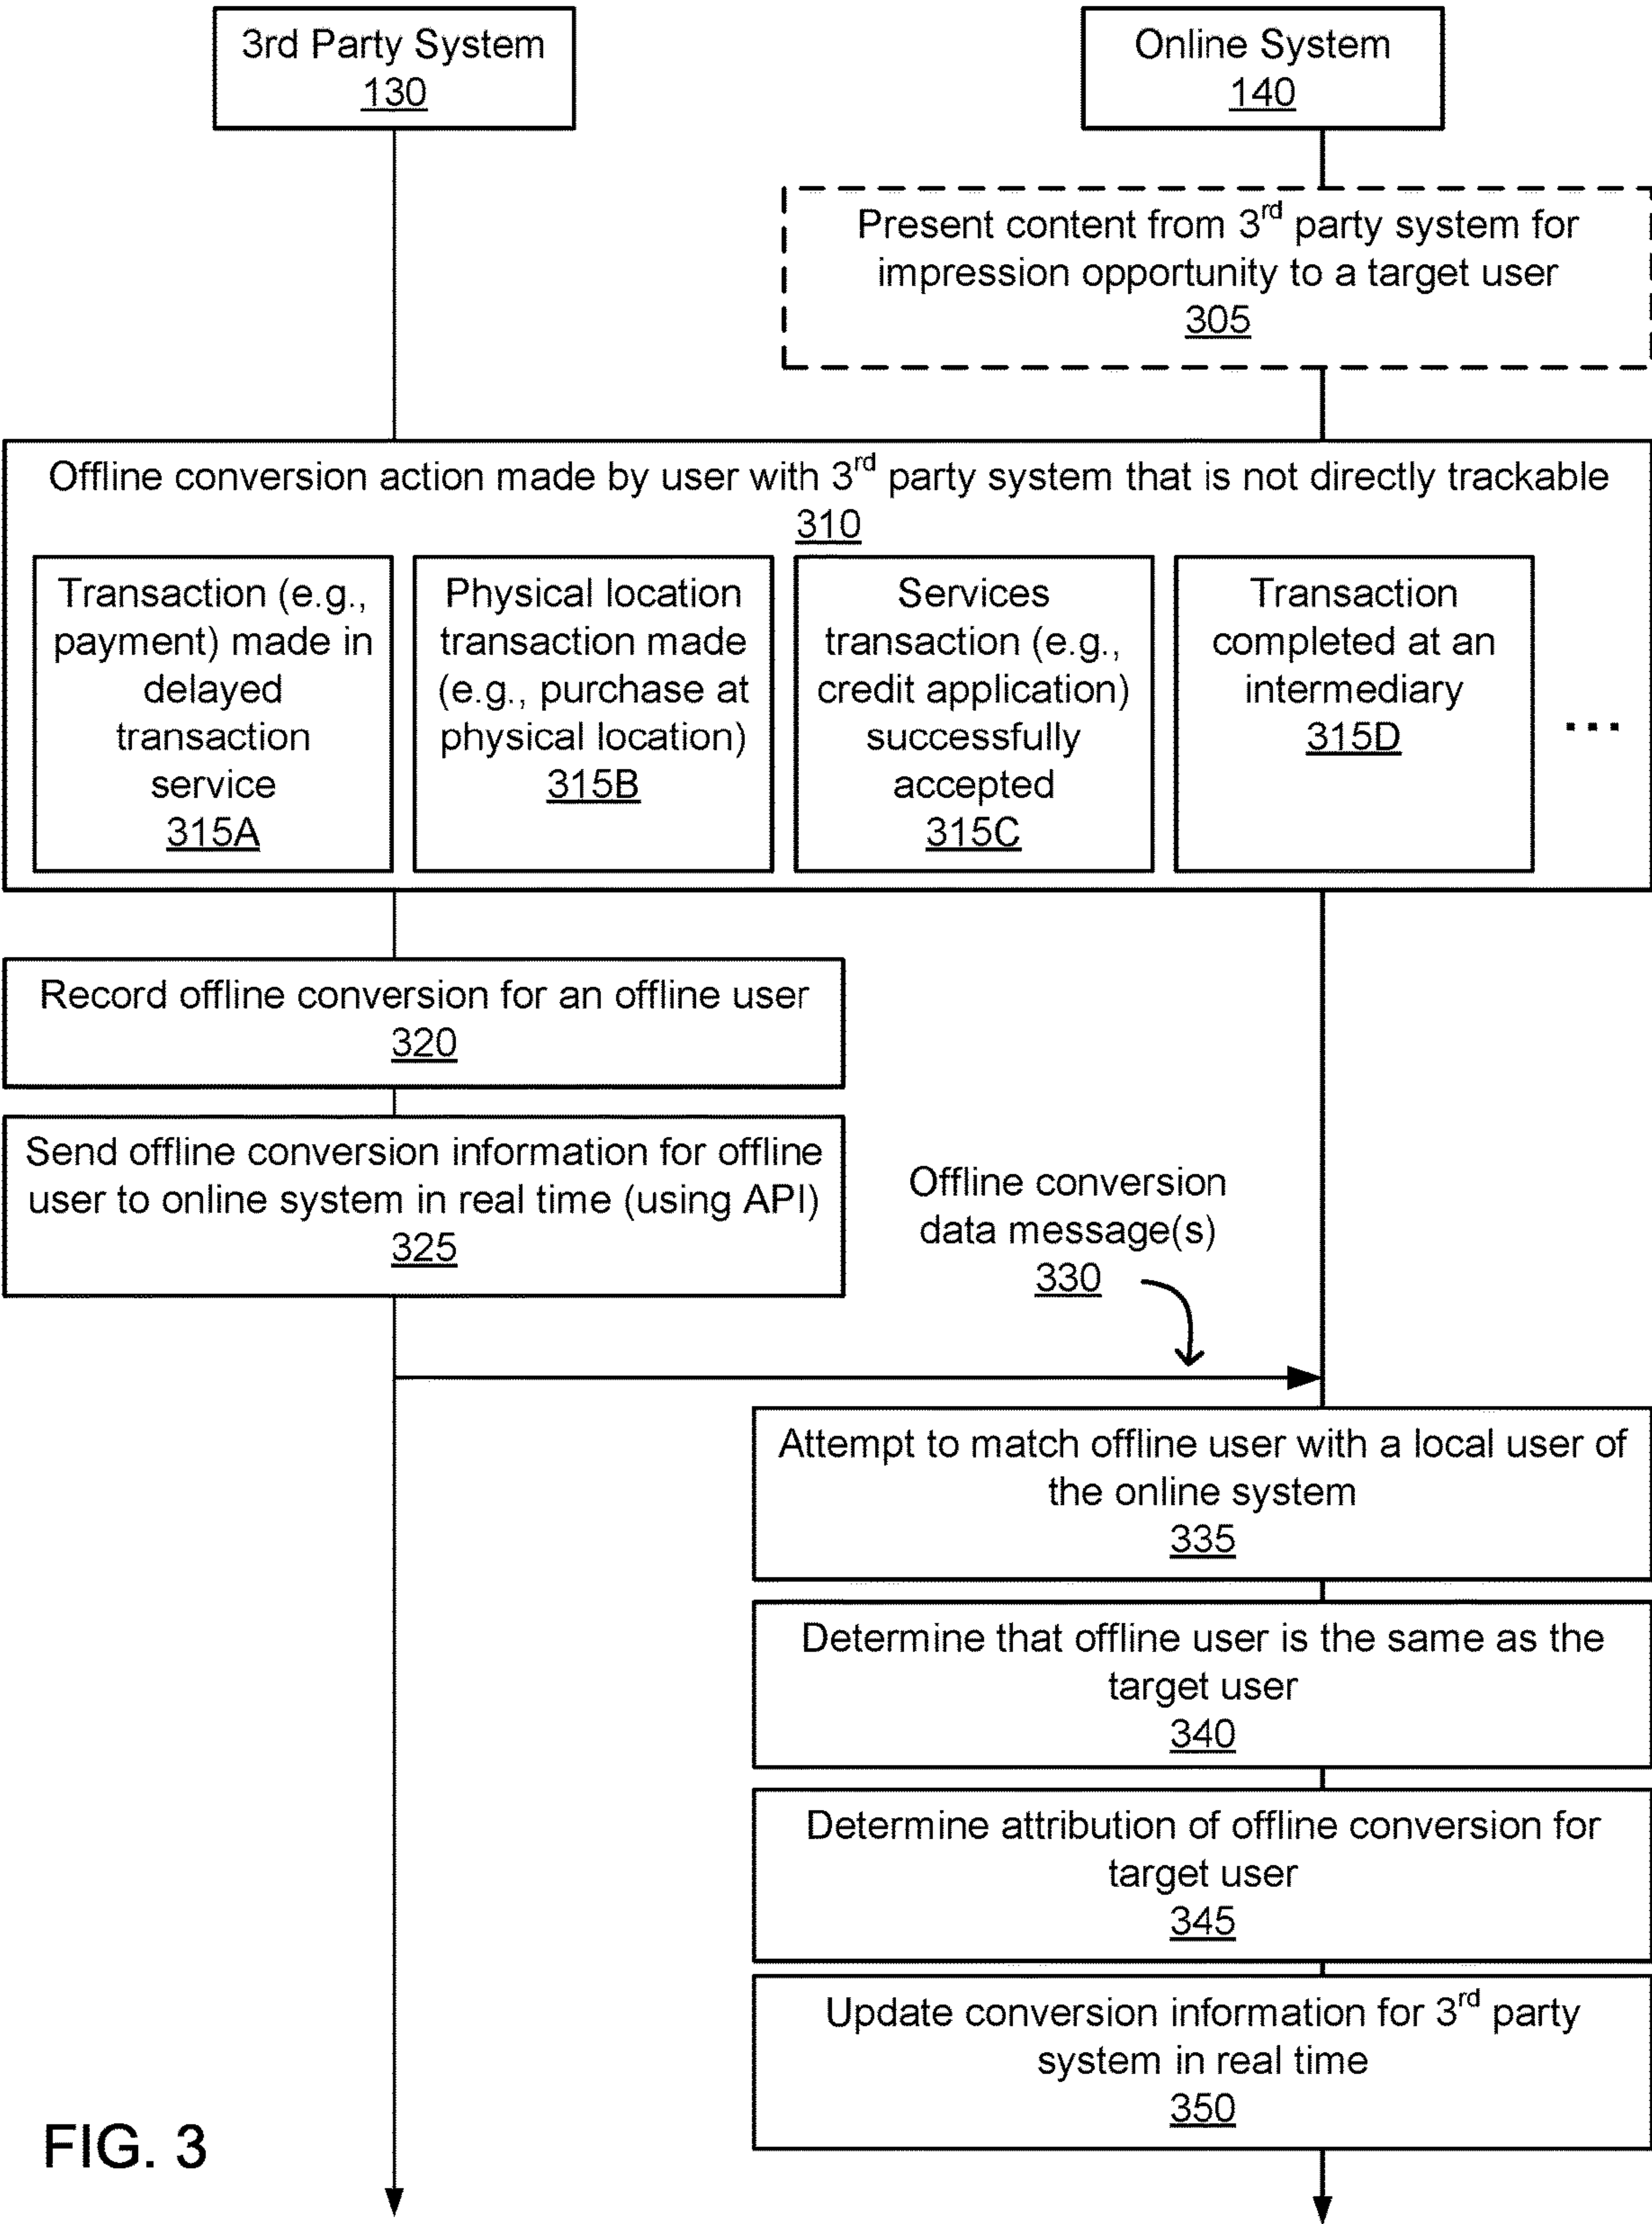 3rd Party System
130
Online System
140
Present content from 3rd party system for
impression opportunity to a target user
305
Offline conversion action made by user with 3rd party system that is not directly trackable
310
Transaction (e.g.,
payment) made in
delayed
transaction
service
315A
Physical location
transaction made
(e.g., purchase at
physical location)
315B
Services
transaction (e.g.,
credit application)
successfully
accepted
315C
Transaction
completed at an
intermediary
315D
...
Record offline conversion for an offline user
320
Send offline conversion information for offline
user to online system in real time (using API)
325
Offline conversion
data message(s)
330
Attempt to match offline user with a local user of
the online system
335
Determine that offline user is the same as the
target user
340
Determine attribution of offline conversion for
target user
345
Update conversion information for 3rd party
system in real time
350
FIG. 3